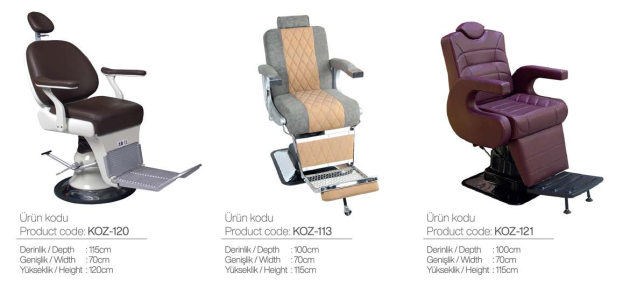 Ürün kodu
Product code: KOZ-120
Derinlik / Depth : 115cm
Genişlik / Width : 70cm
Yükseklik / Height : 120cm
Ürün kodu
Product code: KOZ-113
Derinlik / Depth : 100cm
Genişlik / Width : 70cm
Yükseklik / Height : 115cm
Ürün kodu
Product code: KOZ-121
Derinlik / Depth : 100cm
Genişlik / Width : 70cm
Yükseklik / Height : 115cm